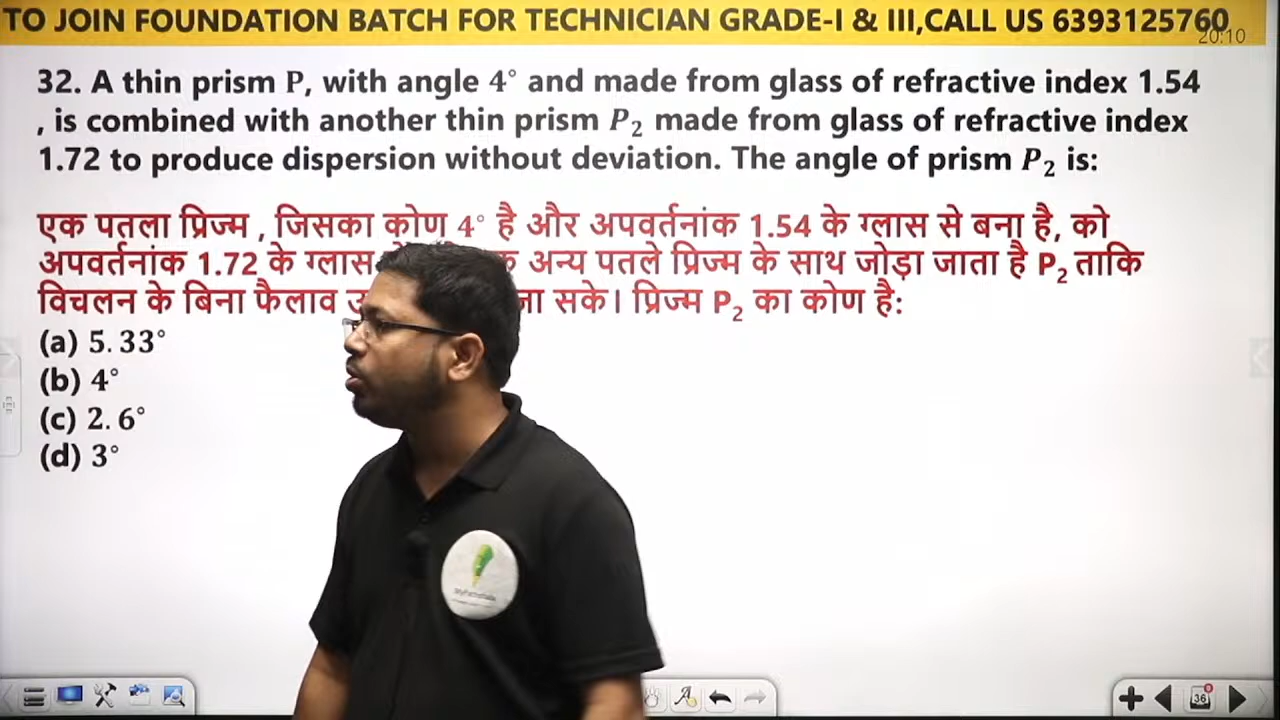 TO JOIN FOUNDATION BATCH FOR TECHNICIAN GRADE-I & III,CALL US 6393125760
20:10
32. A thin prism P, with angle 4° and made from glass of refractive index 1.54
, is combined with another thin prism P₂ made from glass of refractive index
1.72 to produce dispersion without deviation. The angle of prism P₂ is:
एक पतला प्रिज्म , जिसका कोण 4° है और अपवर्तनांक 1.54 के ग्लास से बना है, को
अपवर्तनांक 1.72 के ग्लास अन्य पतले प्रिज्म के साथ जोड़ा जाता है P₂ ताकि
विचलन के बिना फैलाव जा सके। प्रिज्म P₂ का कोण है:
(a) 5.33°
(b) 4°
(c) 2.6°
(d) 3°
36